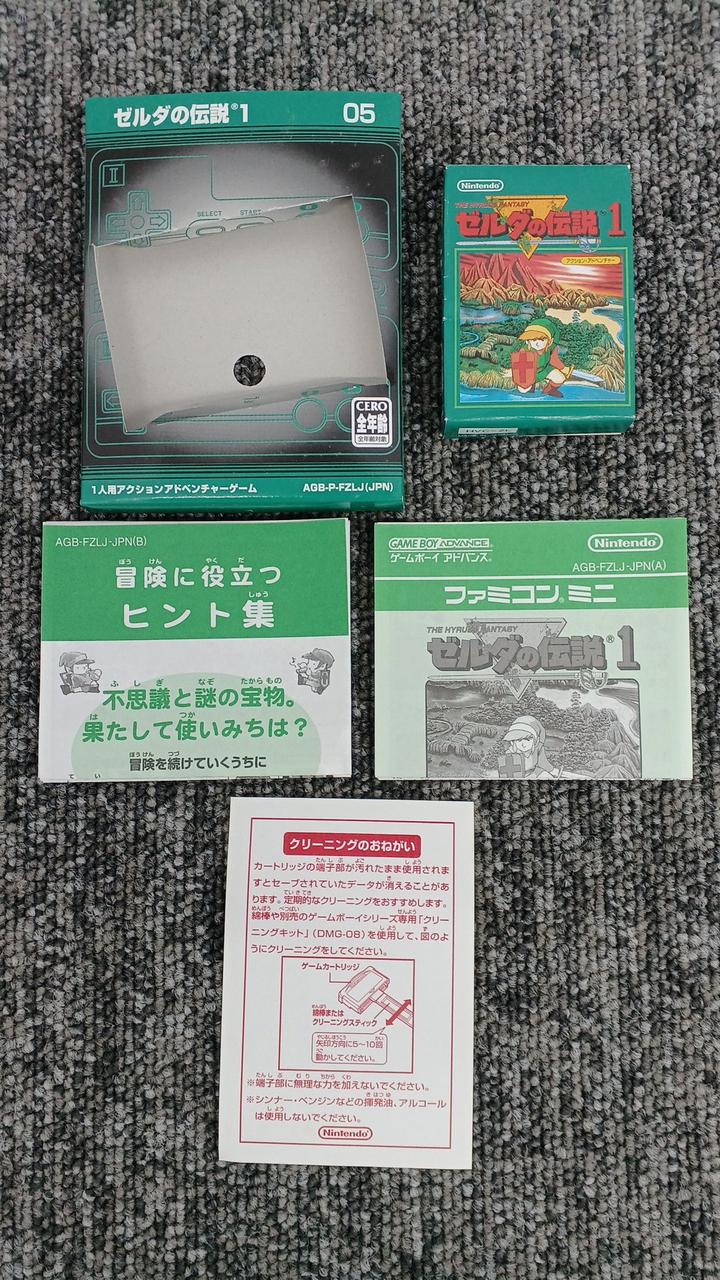 ゼルダの伝説®1 05
II
SELECT START
CERO
全年齢
全年齢対象
1人用アクションアドベンチャーゲーム AGB-P-FZLJ(JPN)
Nintendo®
THE HYRULE FANTASY
ゼルダの伝説1
アクション・アドベンチャー
AGB-FZLJ-JPN(B)
冒険に役立つ
ヒント集
不思議と謎の宝物。
果たして使いみちは?
冒険を続けていくうちに
GAME BOY ADVANCE®
ゲームボーイ アドバンス®
Nintendo®
AGB-FZLJ-JPN(A)
ファミコン®ミニ
THE HYRULE FANTASY
ゼルダの伝説®1
クリーニングのおねがい
カートリッジの端子部が汚れたまま使用されま
すとセーブされていたデータが消えることがあ
ります。定期的なクリーニングをおすすめします。
綿棒や別売のゲームボーイシリーズ専用「クリー
ニングキット」(DMG-08)を使用して、図のよ
うにクリーニングをしてください。
ゲームカートリッジ
綿棒または
クリーニングスティック
矢印方向に5~10回
動かしてください。
※端子部に無理な力を加えないでください。
※シンナー・ベンジンなどの揮発油、アルコール
は使用しないでください。
Nintendo®